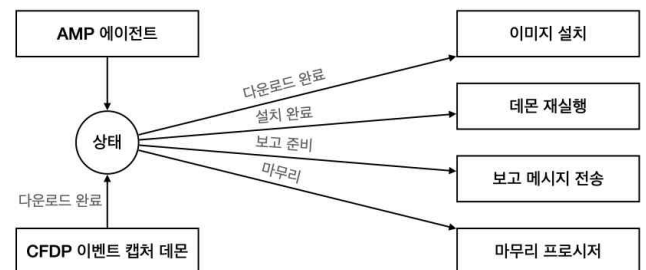 AMP 에이전트
이미지 설치
다운로드 완료
데몬 재실행
설치 완료
상태
보고 준비
보고 메시지 전송
마무리
다운로드 완료
CFDP 이벤트 캡처 데몬
마무리 프로시저